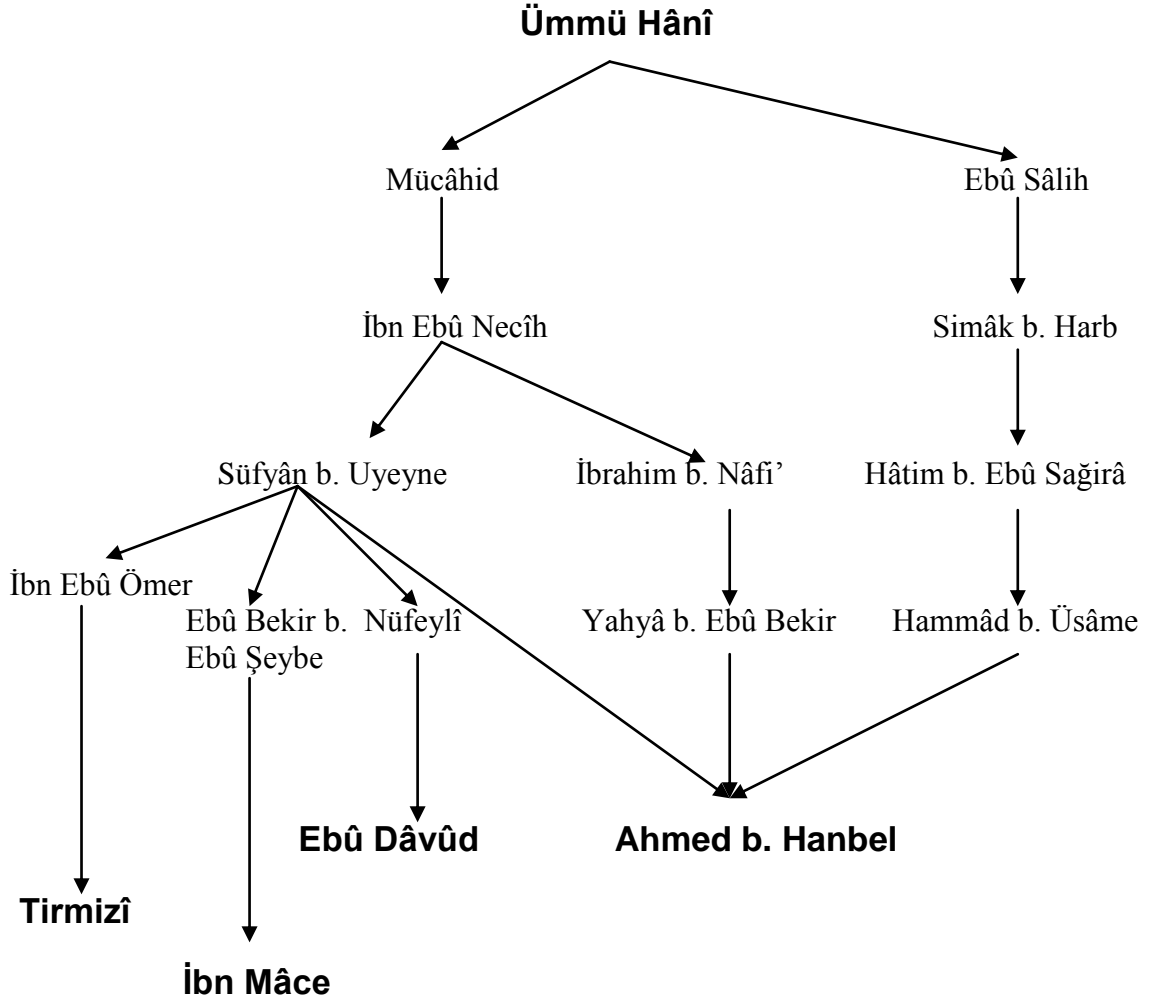 Ümmü Hânî
Mücâhid
Ebû Sâlih
İbn Ebû Necîh
Simâk b. Harb
Süfyân b. Uyeyne
İbrahim b. Nâfi’
Hâtim b. Ebû Sağirâ
İbn Ebû Ömer
Ebû Bekir b.
Ebû Şeybe
Nüfeylî
Yahyâ b. Ebû Bekir
Hammâd b. Üsâme
Ebû Dâvûd
Ahmed b. Hanbel
Tirmizî
İbn Mâce